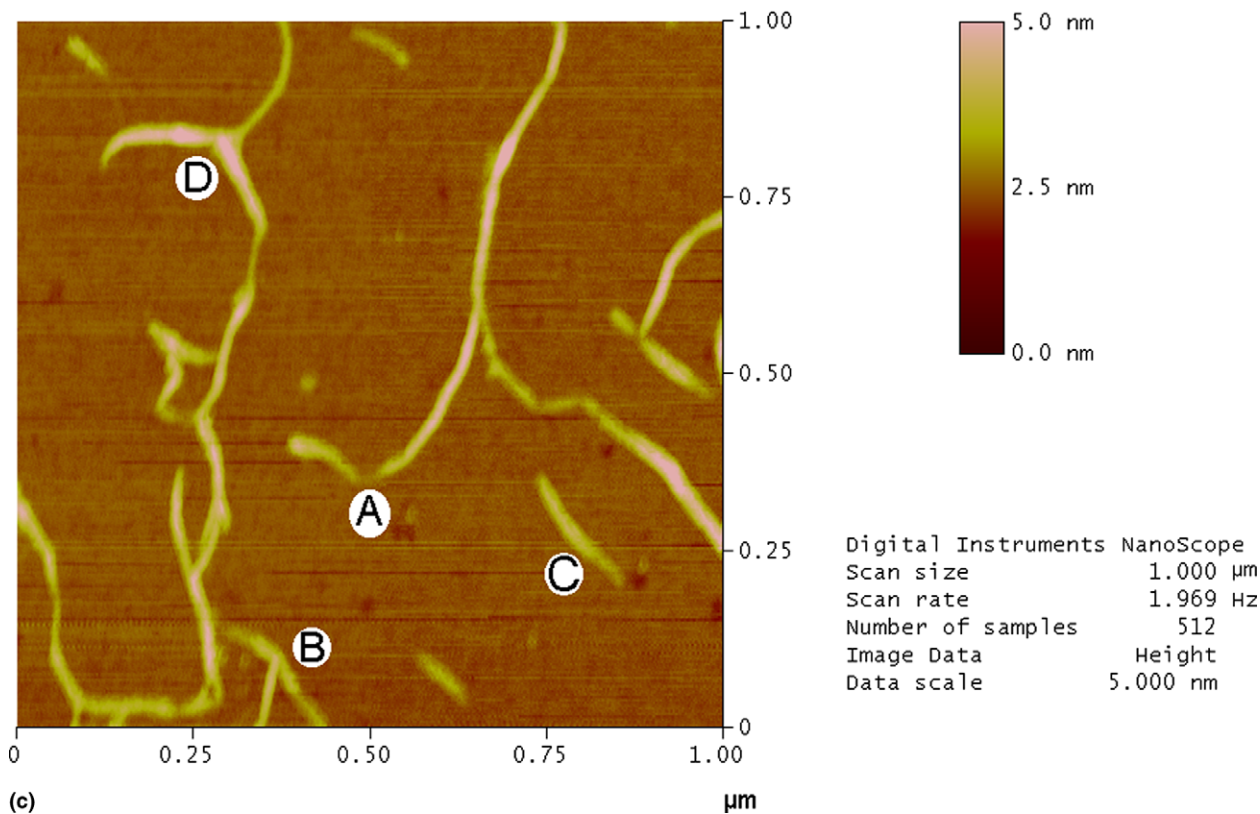 1.00
5.0 nm
D
0.75
2.5 nm
0.0 nm
0.50
A
C
0.25
Digital Instruments NanoScope
Scan size 1.000 µm
Scan rate 1.969 Hz
Number of samples 512
Image Data Height
Data scale 5.000 nm
B
0
0 0.25 0.50 0.75 1.00
(c) µm